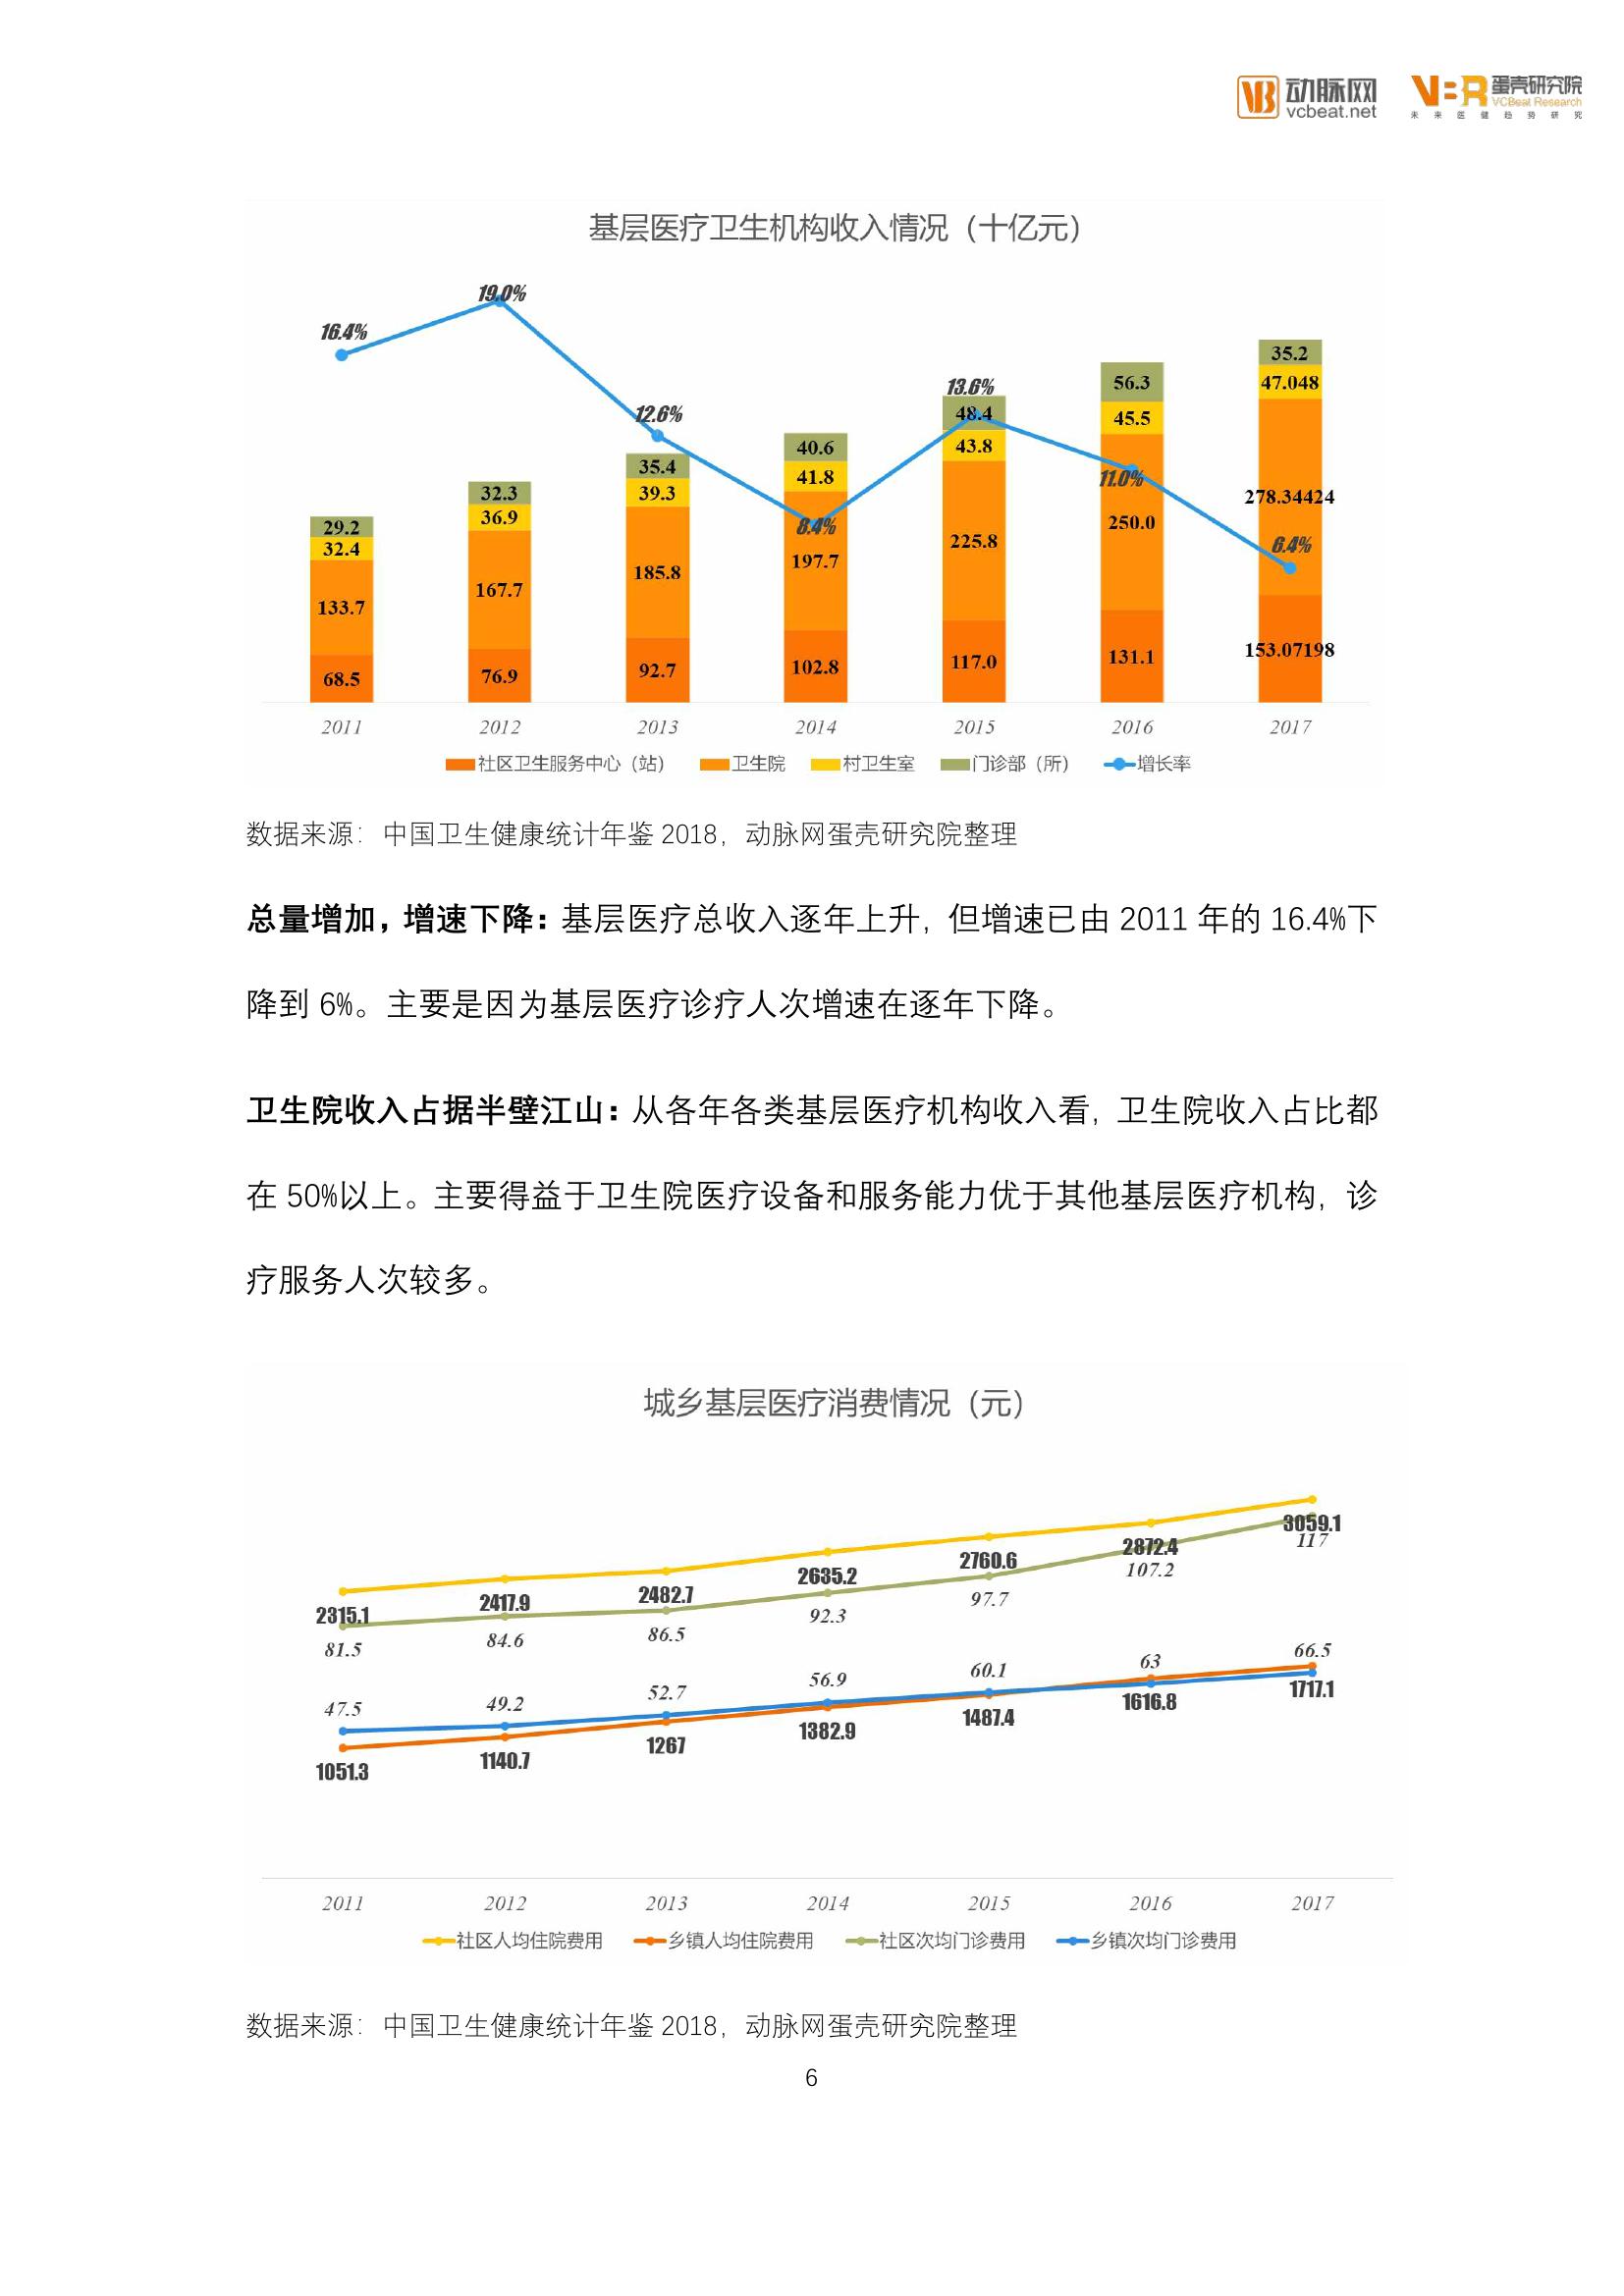 动脉网
vcbeat.net
VBR 蛋壳研究院
VCBeat Research
未来医健趋势研究
基层医疗卫生机构收入情况（十亿元）
16.4% 19.0% 12.6% 8.4% 13.6% 11.0% 6.4%
29.2 32.3 35.4 40.6 48.4 56.3 35.2
32.4 36.9 39.3 41.8 43.8 45.5 47.048
133.7 167.7 185.8 197.7 225.8 250.0 278.34424
68.5 76.9 92.7 102.8 117.0 131.1 153.07198
2011 2012 2013 2014 2015 2016 2017
社区卫生服务中心（站） 卫生院 村卫生室 门诊部（所） 增长率
数据来源：中国卫生健康统计年鉴 2018，动脉网蛋壳研究院整理
总量增加，增速下降：基层医疗总收入逐年上升，但增速已由 2011 年的 16.4%下
降到 6%。主要是因为基层医疗诊疗人次增速在逐年下降。
卫生院收入占据半壁江山：从各年各类基层医疗机构收入看，卫生院收入占比都
在 50%以上。主要得益于卫生院医疗设备和服务能力优于其他基层医疗机构，诊
疗服务人次较多。
城乡基层医疗消费情况（元）
2315.1 2417.9 2482.7 2635.2 2760.6 2872.4 3059.1
81.5 84.6 86.5 92.3 97.7 107.2 117
47.5 49.2 52.7 56.9 60.1 63 66.5
1051.3 1140.7 1267 1382.9 1487.4 1616.8 1717.1
2011 2012 2013 2014 2015 2016 2017
社区人均住院费用 乡镇人均住院费用 社区次均门诊费用 乡镇次均门诊费用
数据来源：中国卫生健康统计年鉴 2018，动脉网蛋壳研究院整理
6